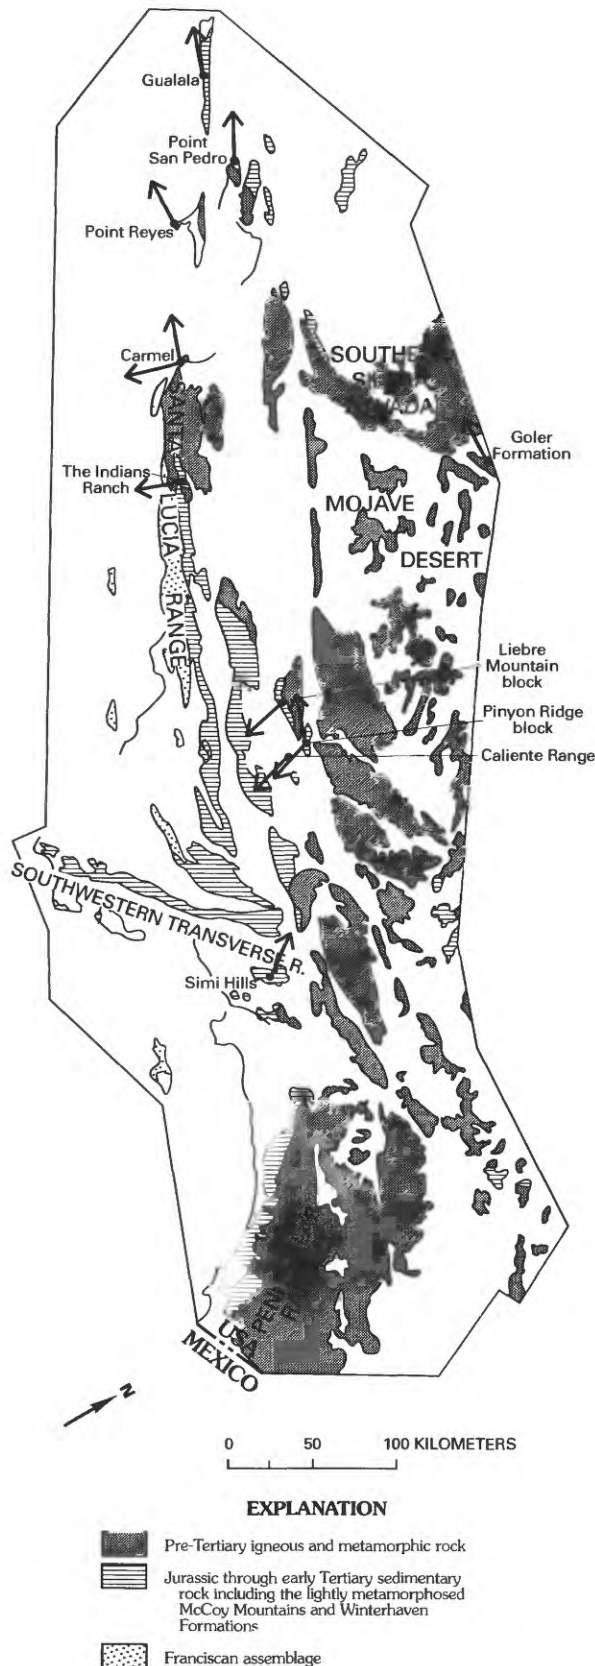 Gualala
Point
San Pedro
Point Reyes
SOUTHE
Carmel
NADA
Goler
Formation
SANTA
The Indians
Ranch
MOJAVE
LUCIA
DESERT
RANGE
Liebre
Mountain
block
Pinyon Ridge
block
Caliente Range
SOUTHWESTERN TRANSVERSE R.
Simi Hills
PEN
USA
MEXICO
N
0 50 100 KILOMETERS
EXPLANATION
Pre-Tertiary igneous and metamorphic rock
Jurassic through early Tertiary sedimentary
rock including the lightly metamorphosed
McCoy Mountains and Winterhaven
Formations
Franciscan assemblage